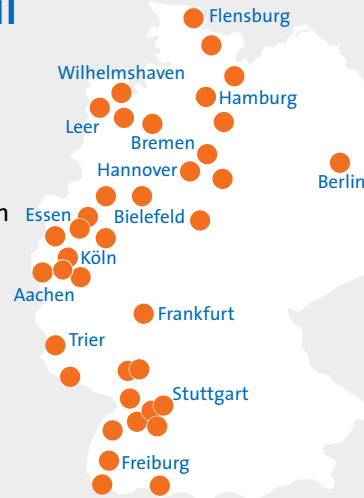 Flensburg
Wilhelmshaven
Hamburg
Leer
Bremen
Hannover
Berlin
Essen
Bielefeld
Köln
Aachen
Frankfurt
Trier
Stuttgart
Freiburg